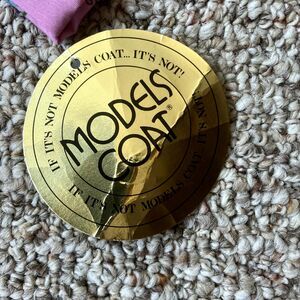 IF IT'S NOT MODELS COAT... IT'S NOT!
MODELS
COAT®
IF IT'S NOT MODELS COAT IT'S NOT